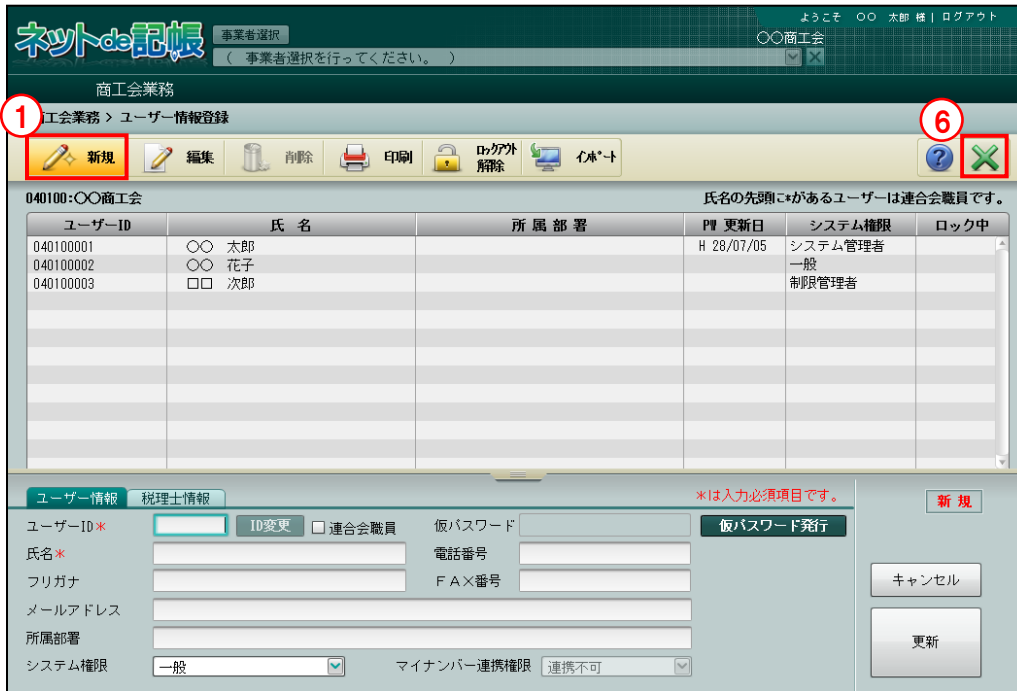 ようこそ 〇〇 太郎 様 | ログアウト
ネットde記帳 事業者選択 〇〇商工会
( 事業者選択を行ってください。 )
商工会業務
① 商工会業務 > ユーザー情報登録 ⑥
新規 編集 削除 印刷 ロックアウト解除 インポート ?
040100:〇〇商工会 氏名の先頭に*があるユーザーは連合会職員です。
ユーザーID 氏 名 所 属 部 署 PW 更新日 システム権限 ロック中
040100001 〇〇 太郎 H 28/07/05 システム管理者
040100002 〇〇 花子 一般
040100003 □□ 次郎 制限管理者
ユーザー情報 税理士情報 *は入力必須項目です。 新 規
ユーザーID* ID変更 連合会職員 仮パスワード 仮パスワード発行
氏名* 電話番号
フリガナ FAX番号 キャンセル
メールアドレス
所属部署 更新
システム権限 一般 マイナンバー連携権限 連携不可